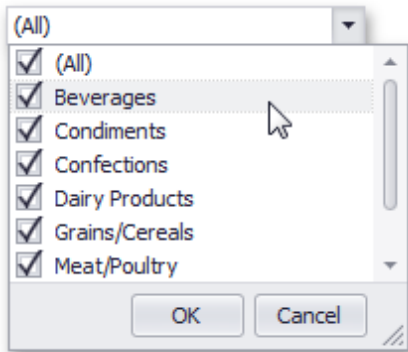 (All)
(All)
Beverages
Condiments
Confections
Dairy Products
Grains/Cereals
Meat/Poultry
OK Cancel